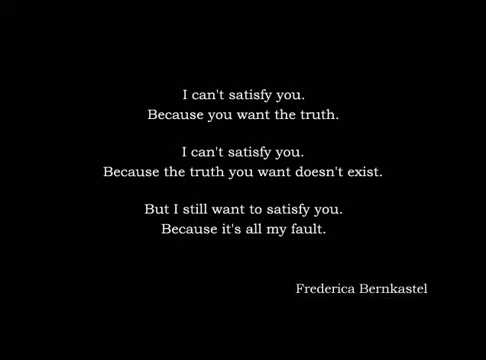 I can't satisfy you.
Because you want the truth.
I can't satisfy you.
Because the truth you want doesn't exist.
But I still want to satisfy you.
Because it's all my fault.
Frederica Bernkastel